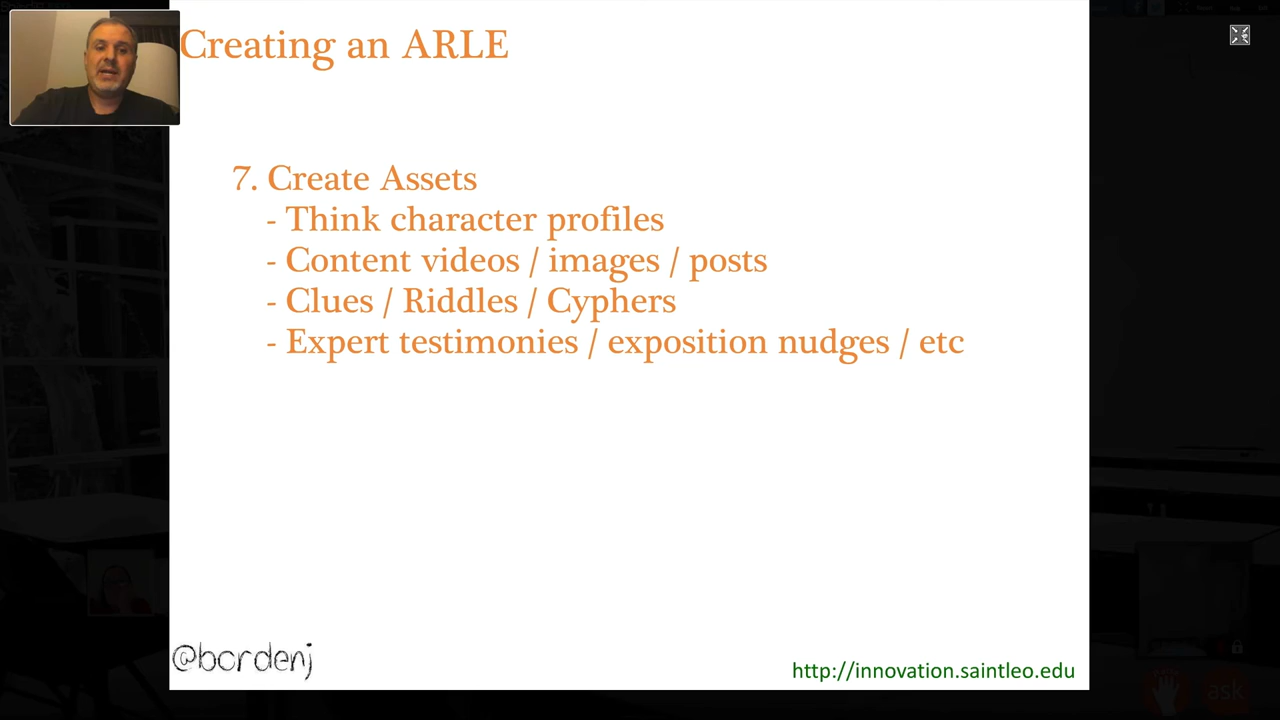 Creating an ARLE
7. Create Assets
- Think character profiles
- Content videos / images / posts
- Clues / Riddles / Cyphers
- Expert testimonies / exposition nudges / etc
@bordenj
http://innovation.saintleo.edu
ask